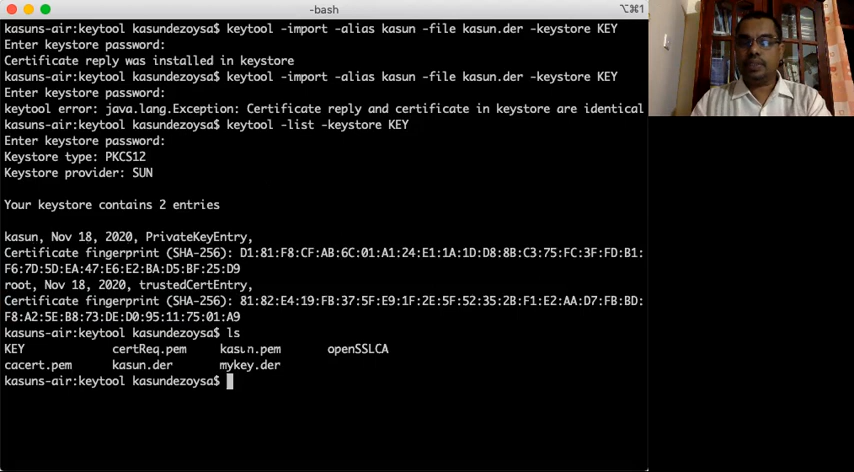 -bash
⌥⌘1
kasuns-air:keytool kasundezoysa$ keytool -import -alias kasun -file kasun.der -keystore KEY
Enter keystore password:
Certificate reply was installed in keystore
kasuns-air:keytool kasundezoysa$ keytool -import -alias kasun -file kasun.der -keystore KEY
Enter keystore password:
keytool error: java.lang.Exception: Certificate reply and certificate in keystore are identical
kasuns-air:keytool kasundezoysa$ keytool -list -keystore KEY
Enter keystore password:
Keystore type: PKCS12
Keystore provider: SUN
Your keystore contains 2 entries
kasun, Nov 18, 2020, PrivateKeyEntry,
Certificate fingerprint (SHA-256): D1:81:F8:CF:AB:6C:01:A1:24:E1:1A:1D:D8:8B:C3:75:FC:3F:FD:B1:
F6:7D:5D:EA:47:E6:E2:BA:D5:BF:25:D9
root, Nov 18, 2020, trustedCertEntry,
Certificate fingerprint (SHA-256): 81:82:E4:19:FB:37:5F:E9:1F:2E:5F:52:35:2B:F1:E2:AA:D7:FB:BD:
F8:A2:5E:B8:73:DE:D0:95:11:75:01:A9
kasuns-air:keytool kasundezoysa$ ls
KEY certReq.pem kasun.pem openSSLCA
cacert.pem kasun.der mykey.der
kasuns-air:keytool kasundezoysa$